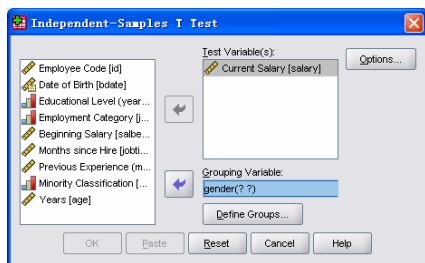 Independent-Samples T Test
Employee Code [id]
Date of Birth [bdate]
Educational Level (year...
Employment Category [j...
Beginning Salary [salbe...
Months since Hire [jobti...
Previous Experience (m...
Minority Classification [...
Years [age]
Test Variable(s):
Current Salary [salary]
Options...
Grouping Variable:
gender(? ?)
Define Groups...
OK Paste Reset Cancel Help